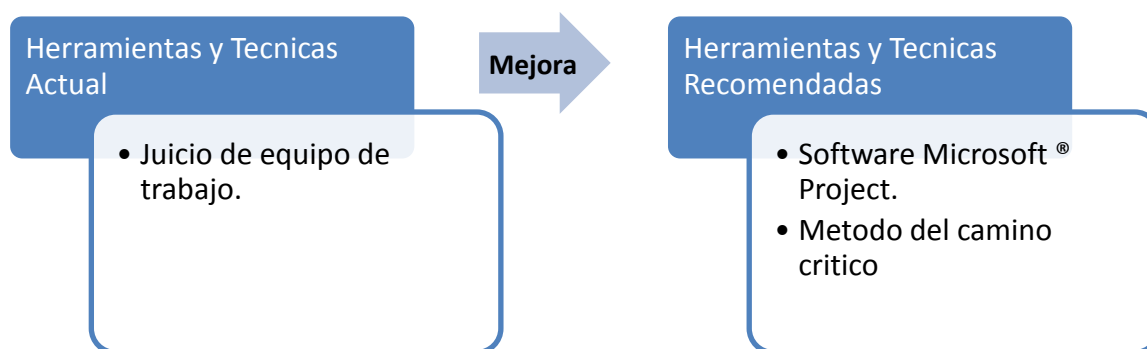 Herramientas y Tecnicas
Actual
• Juicio de equipo de
trabajo.
Mejora
Herramientas y Tecnicas
Recomendadas
• Software Microsoft ®
Project.
• Metodo del camino
critico